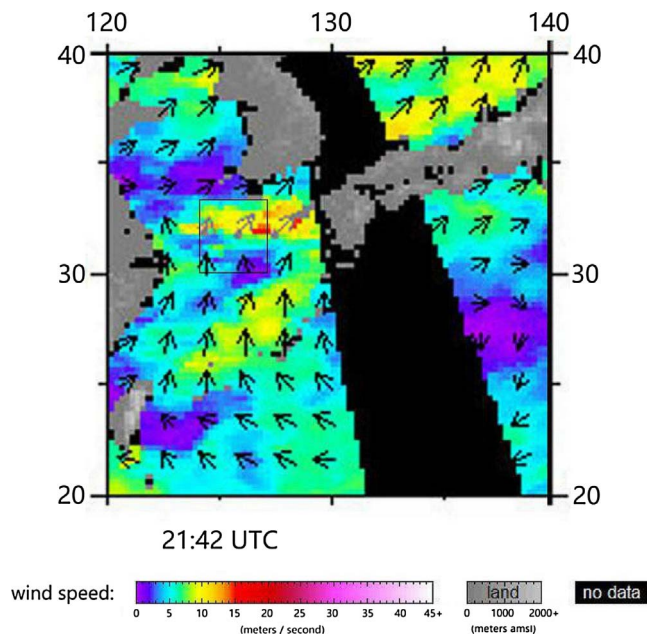 120 130 140
40 40
30 30
20 20
21:42 UTC
wind speed: land no data
0 5 10 15 20 25 30 35 40 45+ 0 1000 2000+
(meters / second) (meters amsl)